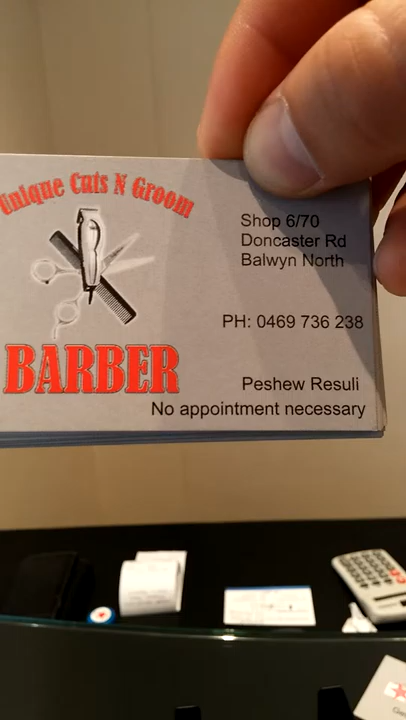 Unique Cuts N Groom
BARBER
Shop 6/70
Doncaster Rd
Balwyn North
PH: 0469 736 238
Peshew Resuli
No appointment necessary